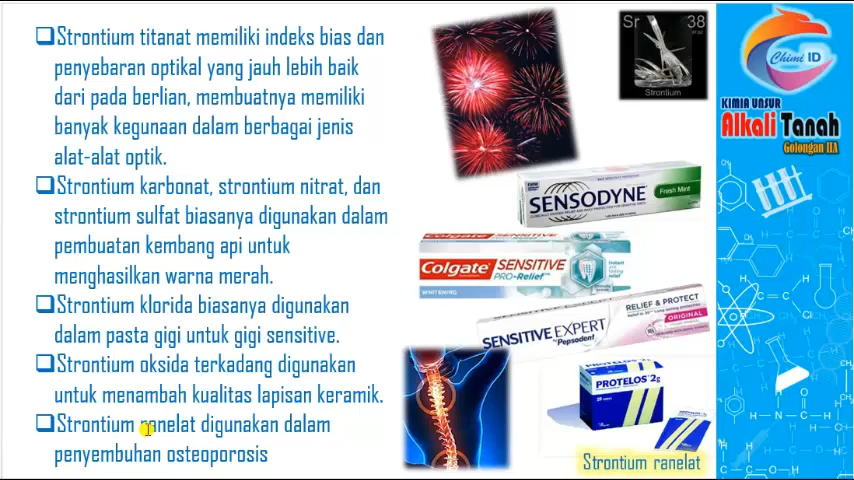 Strontium titanat memiliki indeks bias dan
penyebaran optikal yang jauh lebih baik
dari pada berlian, membuatnya memiliki
banyak kegunaan dalam berbagai jenis
alat-alat optik.
Strontium karbonat, strontium nitrat, dan
strontium sulfat biasanya digunakan dalam
pembuatan kembang api untuk
menghasilkan warna merah.
Strontium klorida biasanya digunakan
dalam pasta gigi untuk gigi sensitive.
Strontium oksida terkadang digunakan
untuk menambah kualitas lapisan keramik.
Strontium ranelat digunakan dalam
penyembuhan osteoporosis
Sr 38
Strontium
SENSODYNE
Fresh Mint
Colgate SENSITIVE
PRO-Relief
WHITENING
RELIEF & PROTECT
ORIGINAL
SENSITIVE EXPERT
by Pepsodent
PROTELOS 2g
Strontium ranelat
Chimi ID
KIMIA UNSUR
Alkali Tanah
Golongan IIA